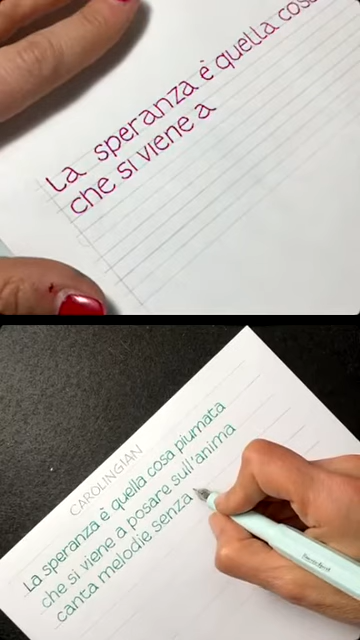 La speranza è quella cosa
che si viene a
CAROLINGIAN
La speranza è quella cosa piumata
che si viene a posare sull'anima
canta melodie senza